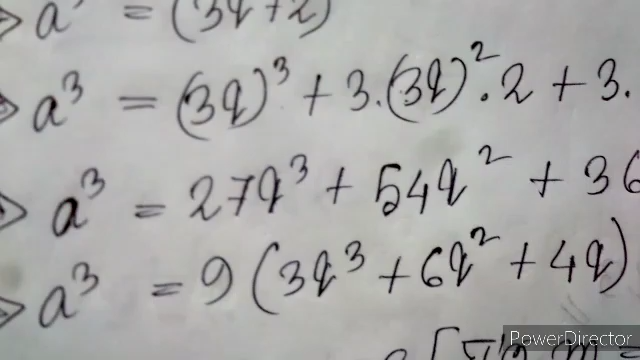 ⇒ a³ = (3q+2)
⇒ a³ = (3q)³ + 3.(3q)².2 + 3.
⇒ a³ = 27q³ + 54q² + 36
⇒ a³ = 9(3q³ + 6q² + 4q)
PowerDirector